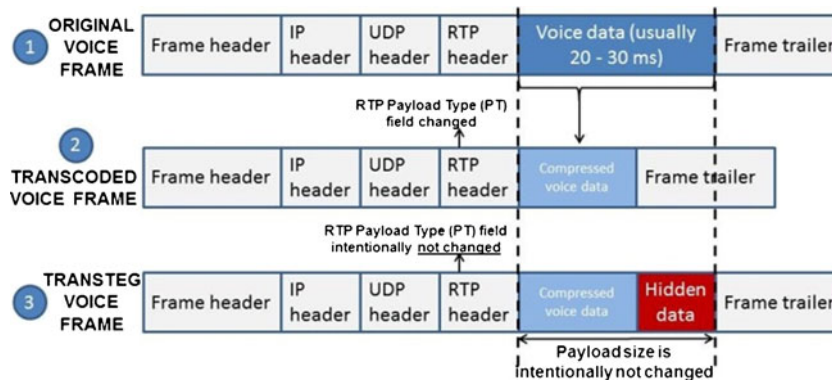 1
ORIGINAL
VOICE
FRAME
Frame header
IP
header
UDP
header
RTP
header
Voice data (usually
20 - 30 ms)
Frame trailer
RTP Payload Type (PT)
field changed
2
TRANSCODED
VOICE FRAME
Frame header
IP
header
UDP
header
RTP
header
Compressed
voice data
Frame trailer
RTP Payload Type (PT) field
intentionally not changed
3
TRANSTEG
VOICE
FRAME
Frame header
IP
header
UDP
header
RTP
header
Compressed
voice data
Hidden
data
Frame trailer
Payload size is
intentionally not changed